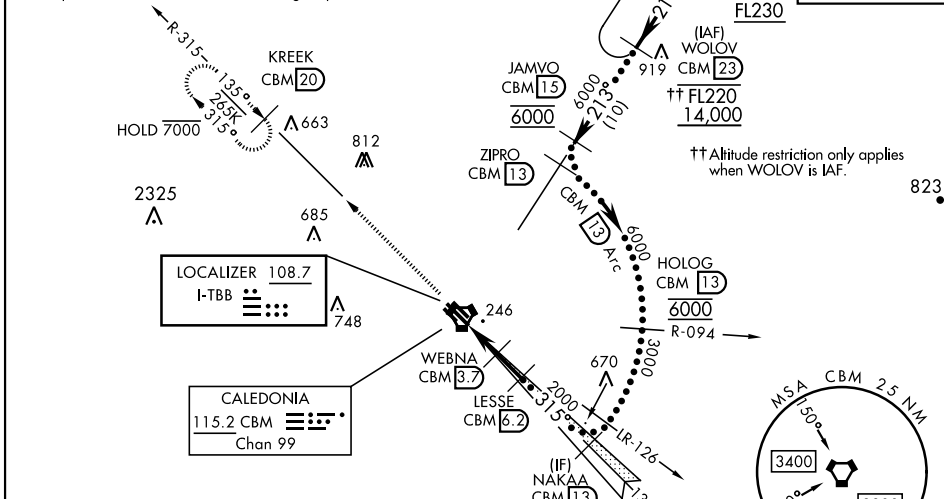 FL230
(IAF)
WOLOV
CBM 23
†† FL220
14,000
919
†† Altitude restriction only applies
when WOLOV is IAF.
823
R-315
KREEK
CBM 20
135°
265K
315°
HOLD 7000
663
812
2325
685
JAMVO
CBM 15
6000
6000
213°
(10)
ZIPRO
CBM 13
CBM 13 Arc
6000
HOLOG
CBM 13
6000
R-094
3000
LOCALIZER 108.7
I-TBB
748
246
WEBNA
CBM 3.7
LESSE
CBM 6.2
670
2000
315°
LR-126
CALEDONIA
115.2 CBM
Chan 99
(IF)
NAKAA
CBM 13
MSA CBM 25 NM
150°
3400